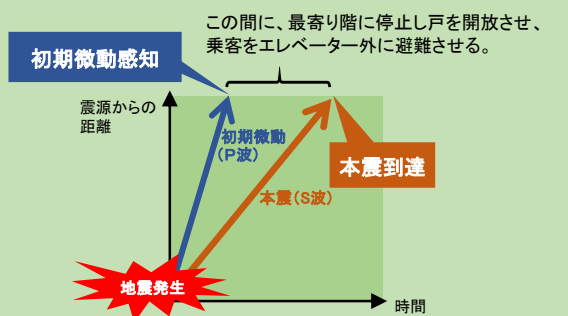 この間に、最寄り階に停止し戸を開放させ、
乗客をエレベーター外に避難させる。
初期微動感知
震源からの
距離
初期微動
（P波）
本震到達
本震（S波）
地震発生
時間